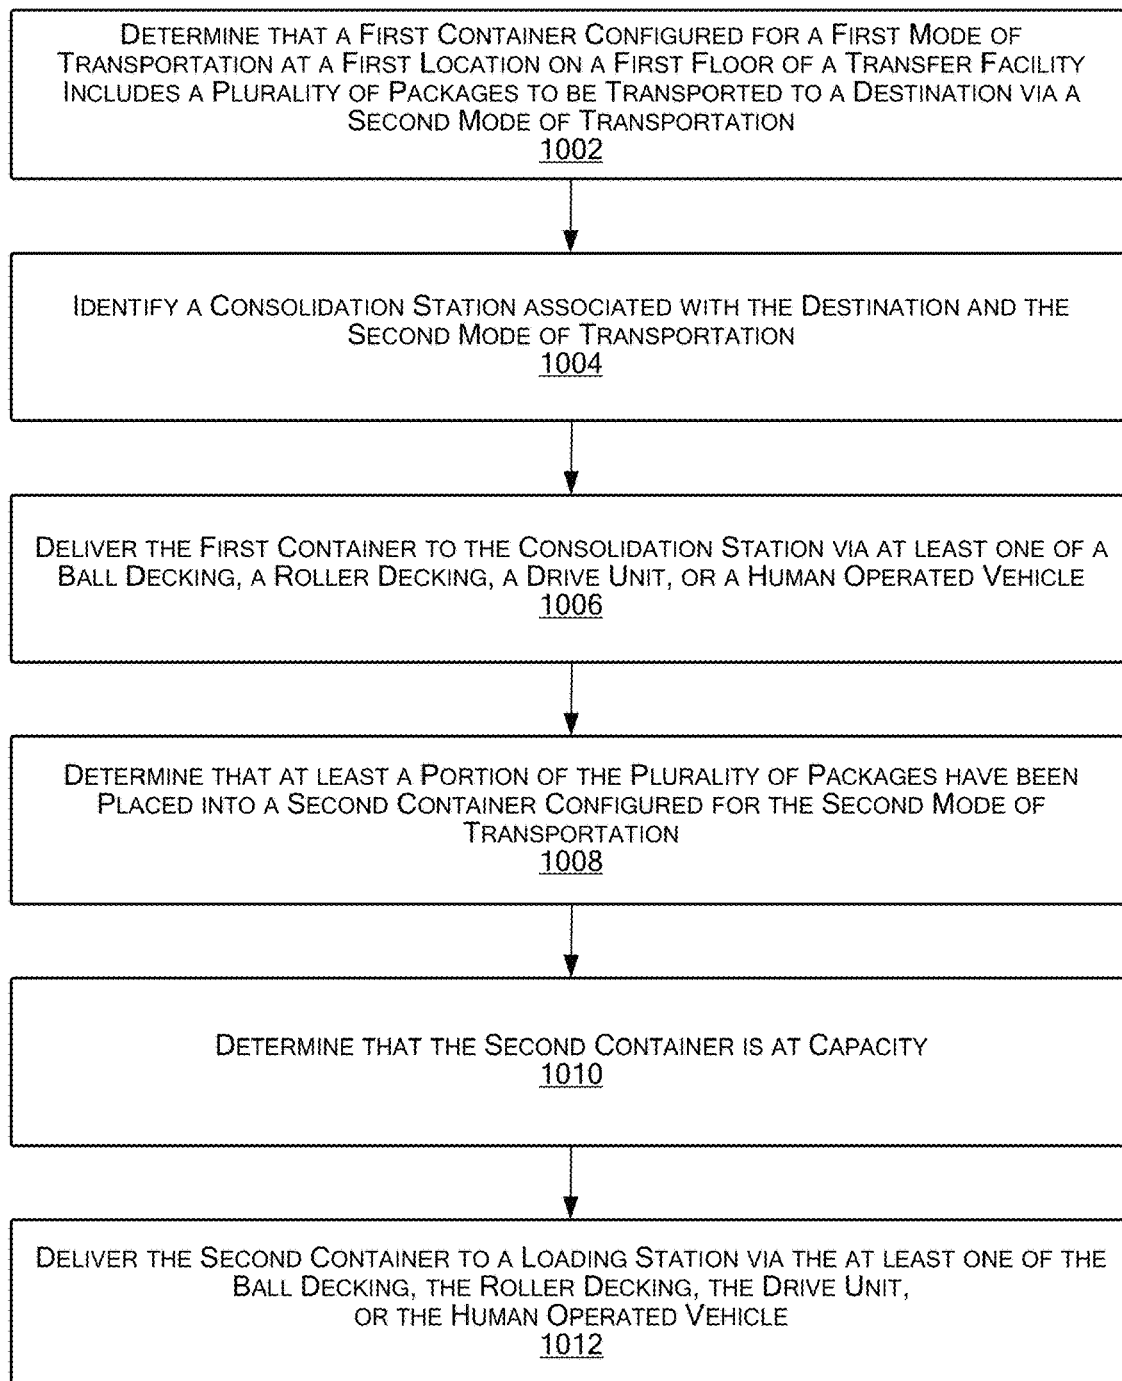 DETERMINE THAT A FIRST CONTAINER CONFIGURED FOR A FIRST MODE OF
TRANSPORTATION AT A FIRST LOCATION ON A FIRST FLOOR OF A TRANSFER FACILITY
INCLUDES A PLURALITY OF PACKAGES TO BE TRANSPORTED TO A DESTINATION VIA A
SECOND MODE OF TRANSPORTATION
1002
IDENTIFY A CONSOLIDATION STATION ASSOCIATED WITH THE DESTINATION AND THE
SECOND MODE OF TRANSPORTATION
1004
DELIVER THE FIRST CONTAINER TO THE CONSOLIDATION STATION VIA AT LEAST ONE OF A
BALL DECKING, A ROLLER DECKING, A DRIVE UNIT, OR A HUMAN OPERATED VEHICLE
1006
DETERMINE THAT AT LEAST A PORTION OF THE PLURALITY OF PACKAGES HAVE BEEN
PLACED INTO A SECOND CONTAINER CONFIGURED FOR THE SECOND MODE OF
TRANSPORTATION
1008
DETERMINE THAT THE SECOND CONTAINER IS AT CAPACITY
1010
DELIVER THE SECOND CONTAINER TO A LOADING STATION VIA THE AT LEAST ONE OF THE
BALL DECKING, THE ROLLER DECKING, THE DRIVE UNIT,
OR THE HUMAN OPERATED VEHICLE
1012